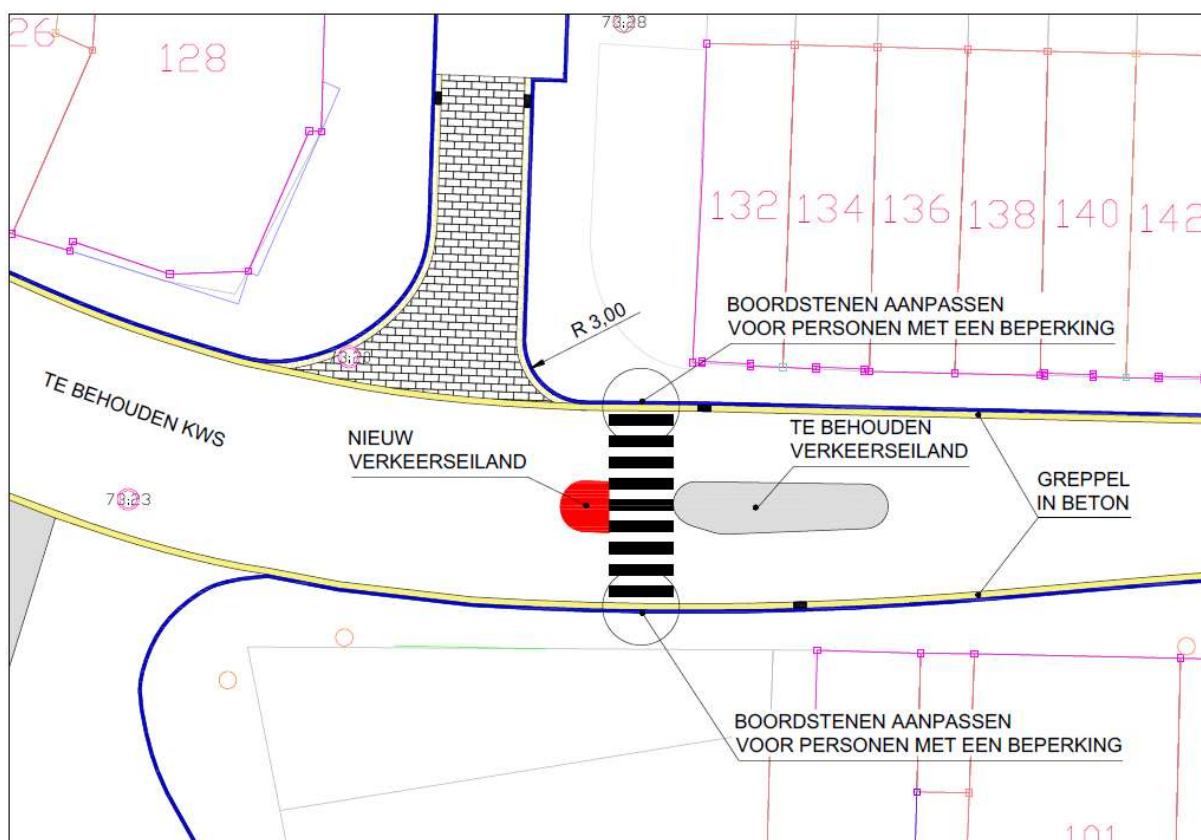 26
128
73.28
132
134
136
138
140
142
BOORDSTENEN AANPASSEN
VOOR PERSONEN MET EEN BEPERKING
R 3,00
TE BEHOUDEN KWS
NIEUW
VERKEERSEILAND
TE BEHOUDEN
VERKEERSEILAND
GREPPEL
IN BETON
73.23
BOORDSTENEN AANPASSEN
VOOR PERSONEN MET EEN BEPERKING
101